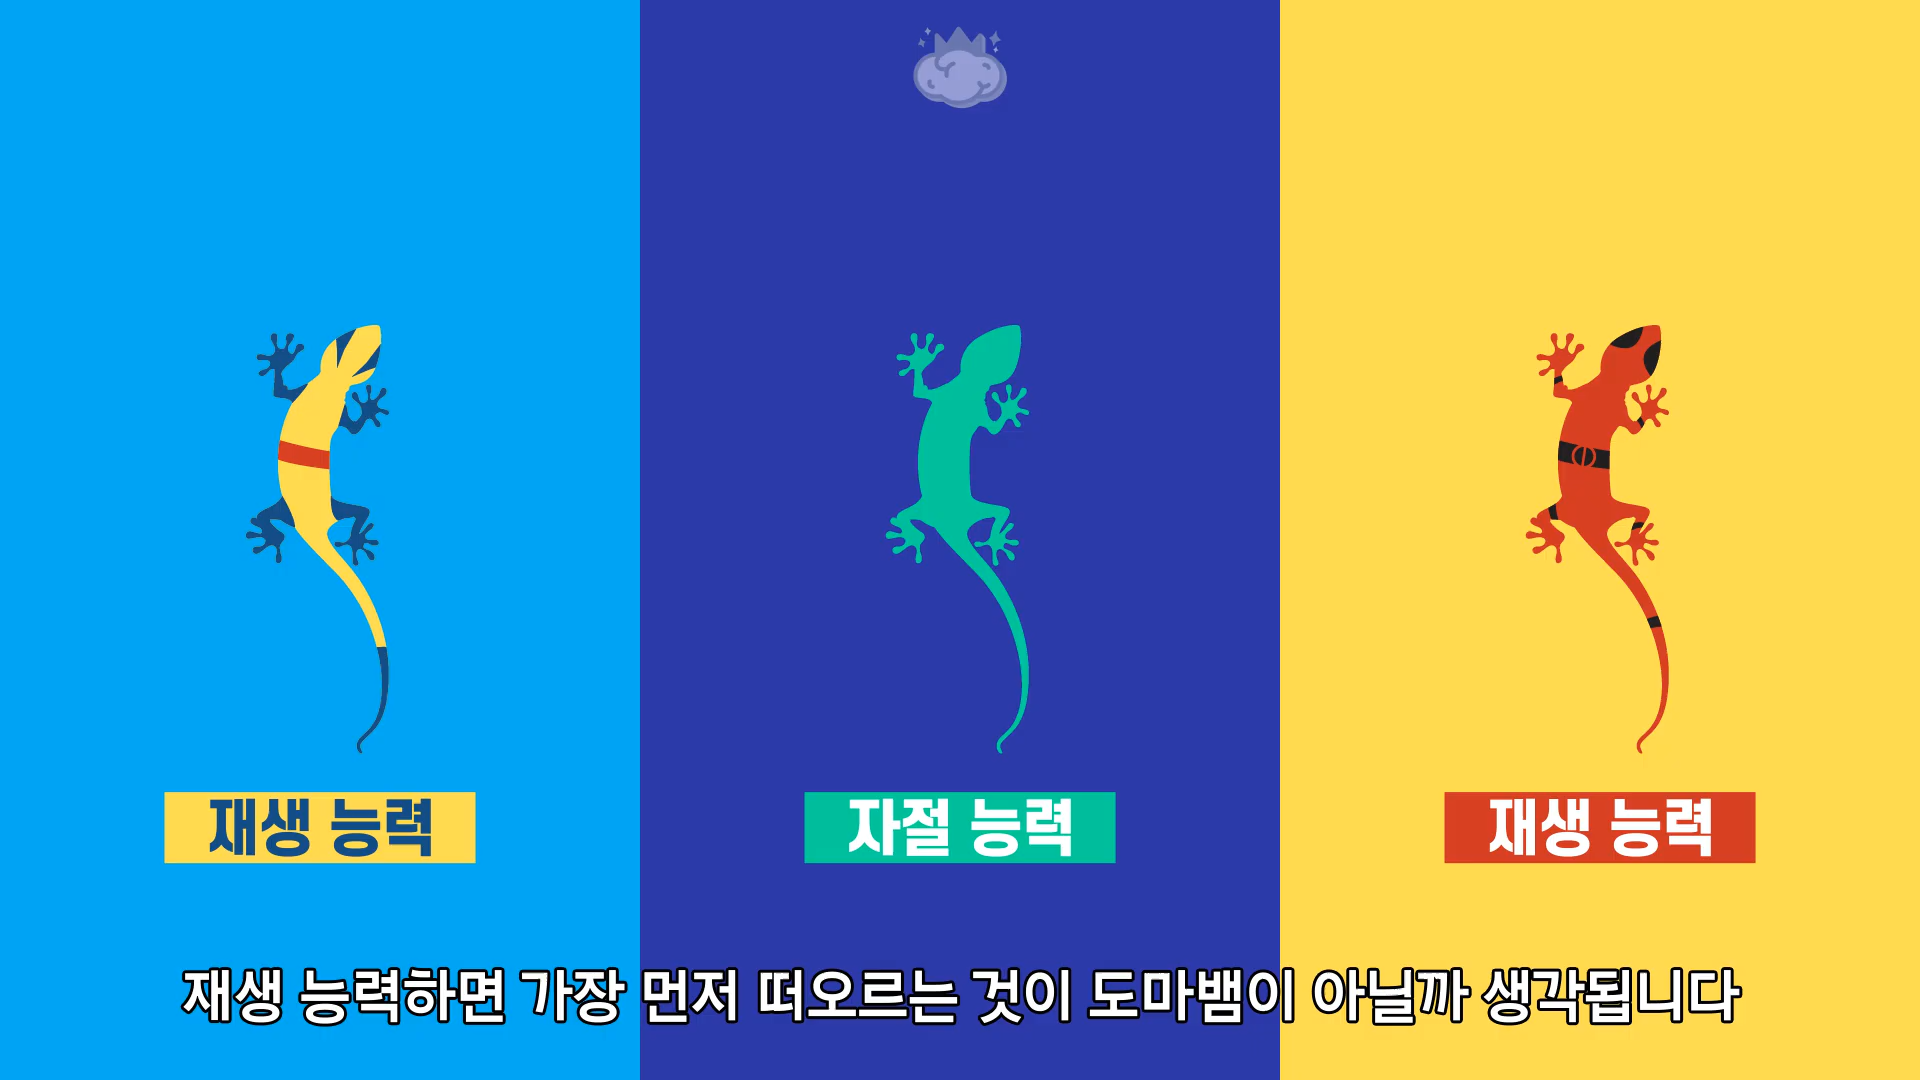 재생 능력
자절 능력
재생 능력
재생 능력하면 가장 먼저 떠오르는 것이 도마뱀이 아닐까 생각됩니다